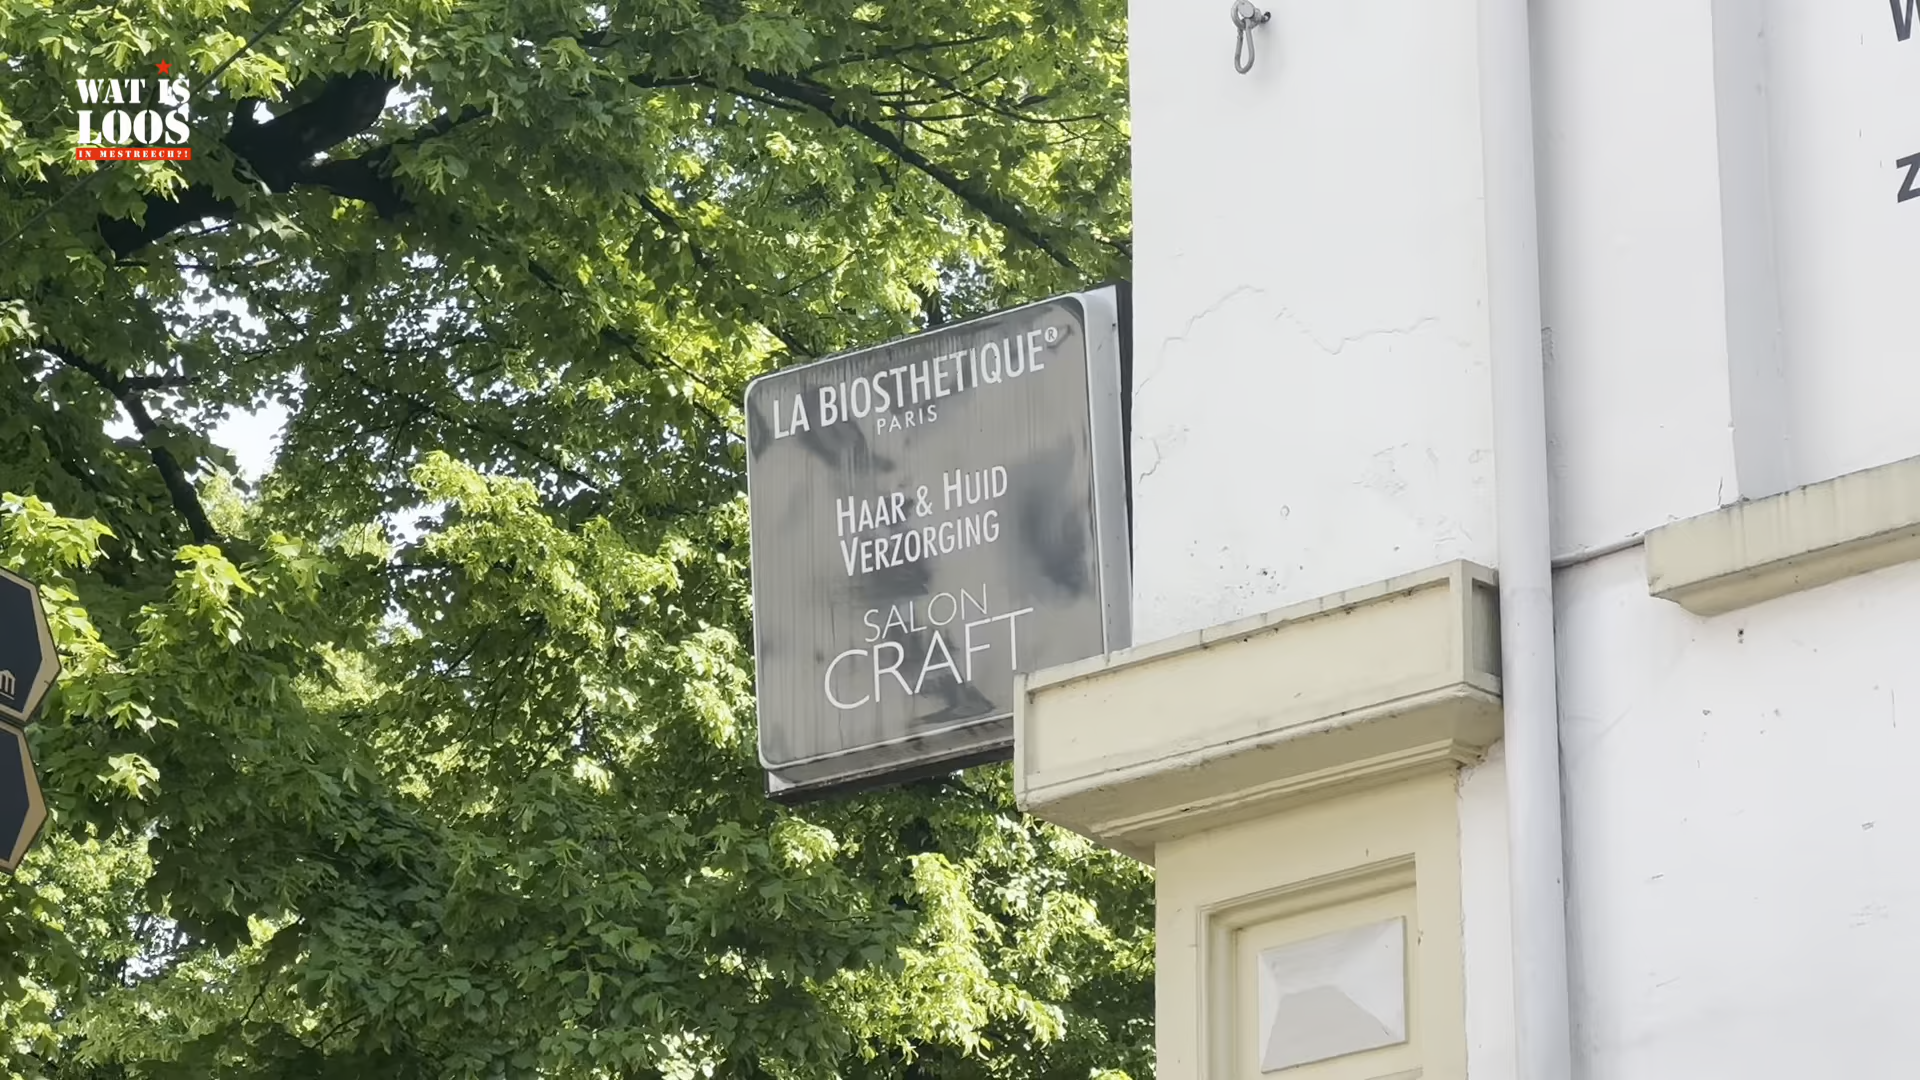 WAT IS
LOOS
IN MESTREECH?!
LA BIOSTHETIQUE®
PARIS
HAAR & HUID
VERZORGING
SALON
CRAFT